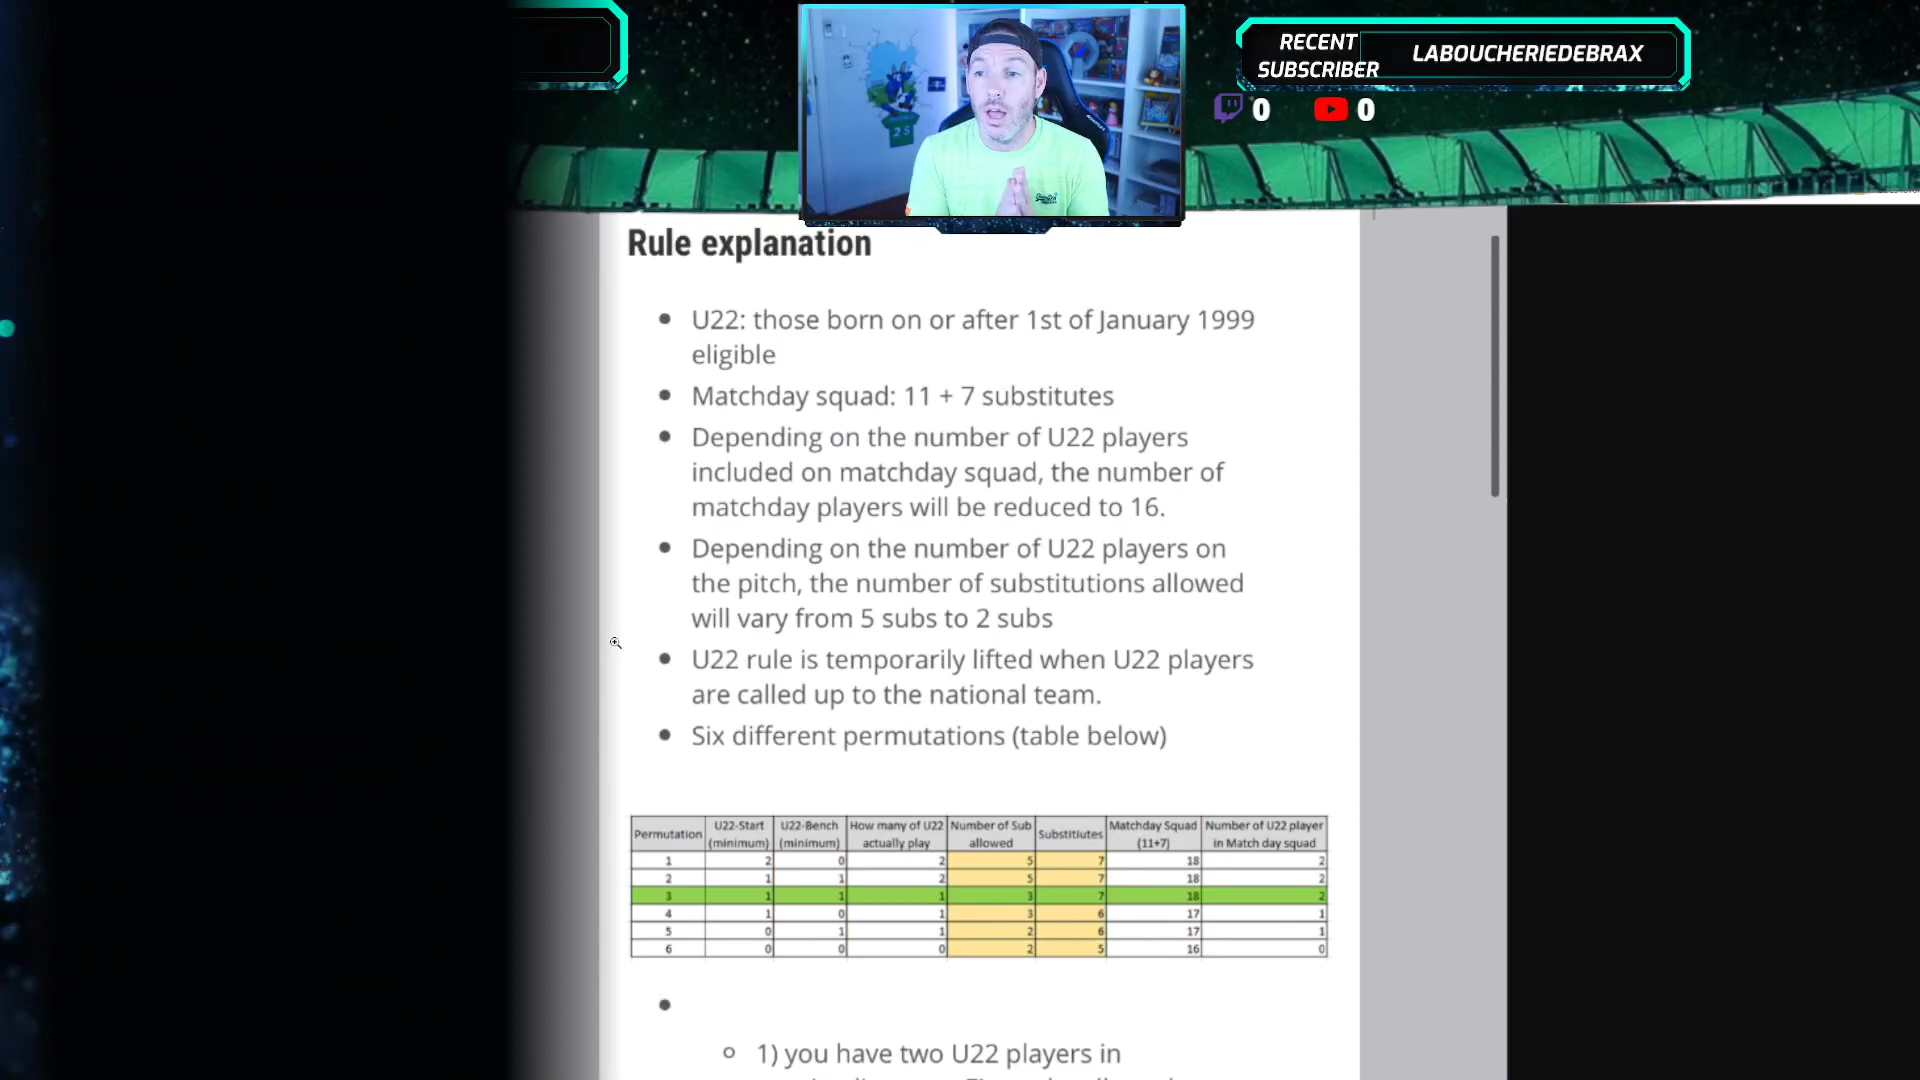 RECENT
SUBSCRIBER
LABOUCHERIEDEBRAX
0 0
25
Rule explanation
• U22: those born on or after 1st of January 1999
eligible
• Matchday squad: 11 + 7 substitutes
• Depending on the number of U22 players
included on matchday squad, the number of
matchday players will be reduced to 16.
• Depending on the number of U22 players on
the pitch, the number of substitutions allowed
will vary from 5 subs to 2 subs
• U22 rule is temporarily lifted when U22 players
are called up to the national team.
• Six different permutations (table below)
Permutation U22-Start (minimum) U22-Bench (minimum) How many of U22 actually play Number of Sub allowed Substitiutes Matchday Squad (11+7) Number of U22 player in Match day squad
1 2 0 2 5 7 18 2
2 1 1 2 5 7 18 2
3 1 1 1 3 7 18 2
4 1 0 1 3 6 17 1
5 0 1 1 2 6 17 1
6 0 0 0 2 5 16 0
1) you have two U22 players in